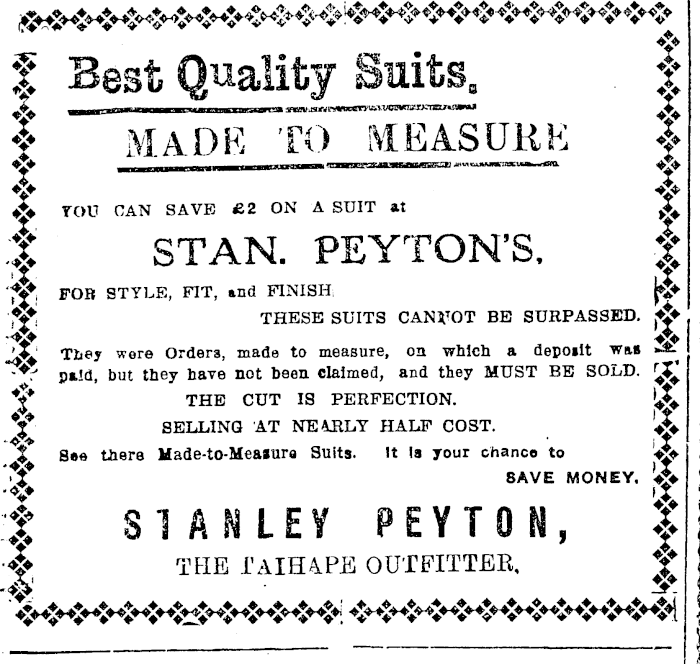 Best Quality Suits.
MADE TO MEASURE
YOU CAN SAVE £2 ON A SUIT at
STAN. PEYTON'S.
FOR STYLE, FIT, and FINISH
THESE SUITS CANNOT BE SURPASSED.
They were Orders, made to measure, on which a deposit was
paid, but they have not been claimed, and they MUST BE SOLD.
THE CUT IS PERFECTION.
SELLING AT NEARLY HALF COST.
See there Made-to-Measure Suits. It is your chance to
SAVE MONEY.
STANLEY PEYTON,
THE TAIHAPE OUTFITTER.